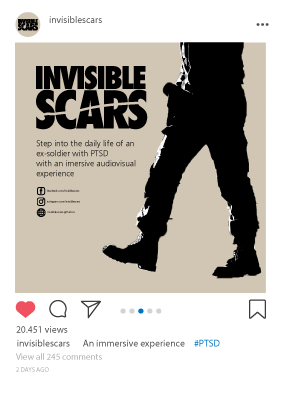 invisiblescars
INVISIBLE
SCARS
Step into the daily life of an
ex-soldier with PTSD
with an imersive audiovisual
experience
20.451 views
invisiblescars An immersive experience #PTSD
View all 245 comments
2 DAYS AGO